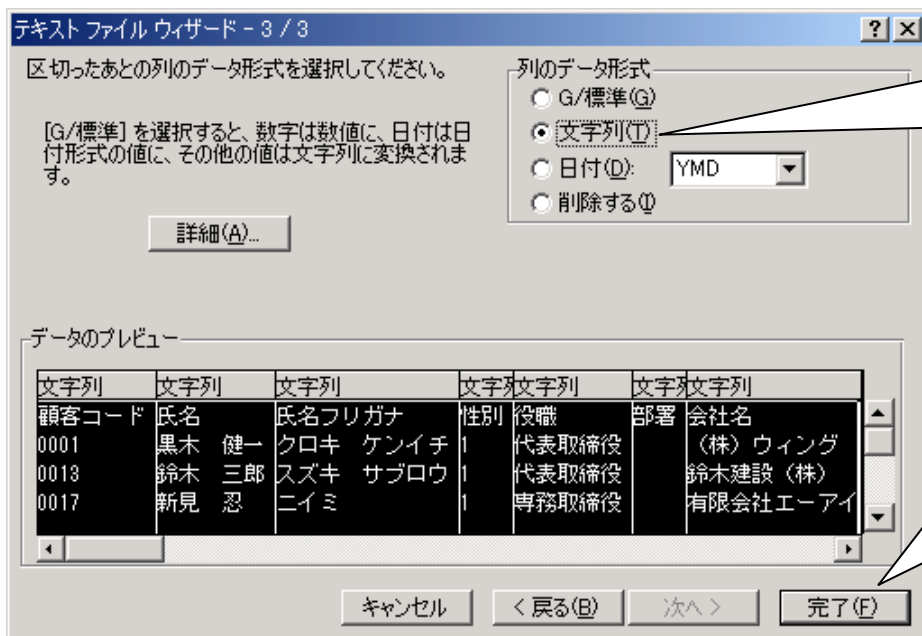 テキスト ファイル ウィザード - 3 / 3
区切ったあとの列のデータ形式を選択してください。
[G/標準] を選択すると、数字は数値に、日付は日
付形式の値に、その他の値は文字列に変換されま
す。
詳細(A)...
列のデータ形式
G/標準(G)
文字列(T)
日付(D): YMD
削除する(I)
データのプレビュー
文字列 文字列 文字列 文字列 文字列 文字列 文字列
顧客コード 氏名 氏名フリガナ 性別 役職 部署 会社名
0001 黒木 健一 クロキ ケンイチ 1 代表取締役 (株)ウィング
0013 鈴木 三郎 スズキ サブロウ 1 代表取締役 鈴木建設(株)
0017 新見 忍 ニイミ 1 専務取締役 有限会社エーアイ
キャンセル < 戻る(B) 次へ > 完了(F)